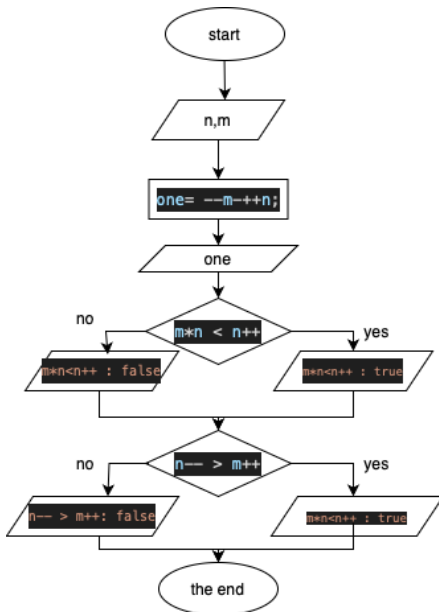 start
n,m
one= --m-++n;
one
no
m*n < n++
yes
m*n<n++ : false
m*n<n++ : true
no
n-- > m++
yes
n-- > m++: false
m*n<n++ : true
the end